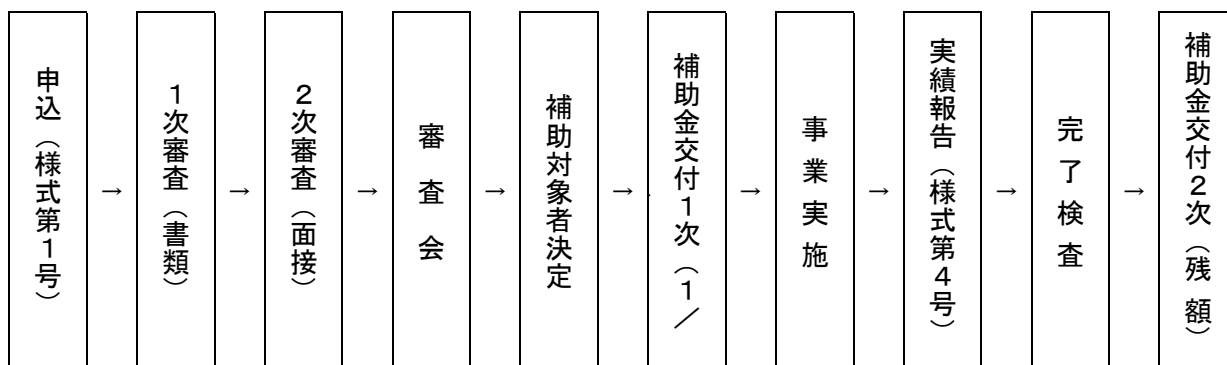 申込（様式第１号）
→
１次審査（書類）
→
２次審査（面接）
→
審査会
→
補助対象者決定
→
補助金交付１次（１／
→
事業実施
→
実績報告（様式第４号）
→
完了検査
→
補助金交付２次（残額）